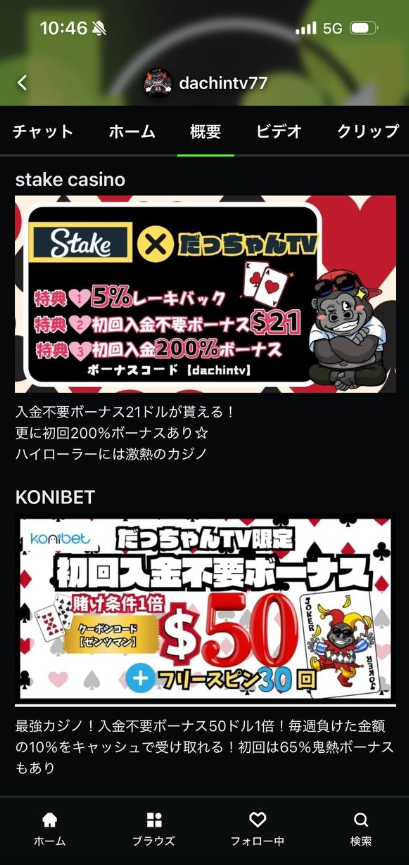 10:46
5G
dachintv77
チャット ホーム 概要 ビデオ クリップ
stake casino
Stake だっちゃんTV
特典1 5%レーキバック
特典2 初回入金不要ボーナス$21
特典3 初回入金200%ボーナス
ボーナスコード【dachintv】
K
A
入金不要ボーナス21ドルが貰える！
更に初回200%ボーナスあり☆
ハイローラーには激熱のカジノ
KONIBET
konibet だっちゃんTV限定
初回入金不要ボーナス
賭け条件1倍
クーポンコード
【ゼンツマン】
$50
+フリースピン30回
JOKER
JOKER
最強カジノ！入金不要ボーナス50ドル1倍！毎週負けた金額
の10%をキャッシュで受け取れる！初回は65%鬼熱ボーナス
もあり
ホーム ブラウズ フォロー中 検索